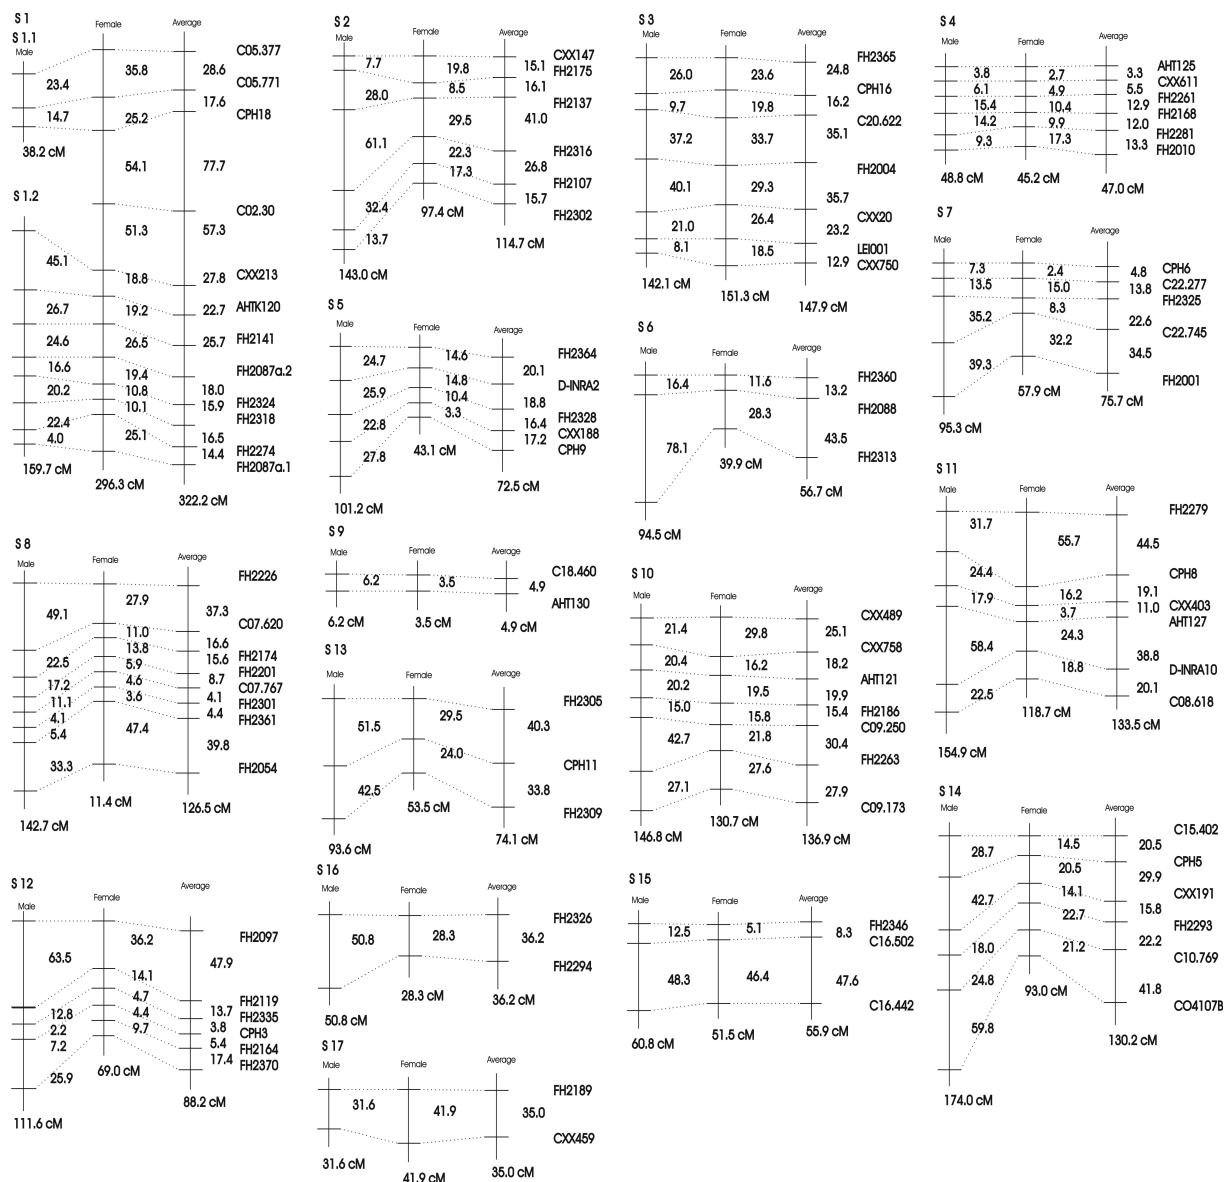 S 1
S 1.1
Male
Female
Average
C05.377
35.8
28.6
23.4
C05.771
17.6
14.7
25.2
CPH18
38.2 cM
54.1
77.7
S 1.2
C02.30
51.3
57.3
45.1
18.8
27.8
CXX213
26.7
19.2
22.7
AHTK120
24.6
26.5
25.7
FH2141
16.6
19.4
FH2087a.2
20.2
10.8
18.0
FH2324
10.1
15.9
FH2318
22.4
25.1
16.5
4.0
14.4
FH2274
FH2087a.1
159.7 cM
296.3 cM
322.2 cM
S 2
Male
Female
Average
CXX147
7.7
19.8
15.1
FH2175
28.0
8.5
16.1
FH2137
29.5
41.0
61.1
22.3
FH2316
17.3
26.8
FH2107
32.4
15.7
FH2302
13.7
97.4 cM
114.7 cM
143.0 cM
S 3
Male
Female
Average
FH2365
26.0
23.6
24.8
CPH16
9.7
19.8
16.2
C20.622
37.2
33.7
35.1
FH2004
40.1
29.3
35.7
CXX20
21.0
26.4
23.2
LEI001
8.1
18.5
12.9
CXX750
142.1 cM
151.3 cM
147.9 cM
S 4
Male
Female
Average
AHT125
3.8
2.7
3.3
CXX611
6.1
4.9
5.5
FH2261
15.4
10.4
12.9
FH2168
14.2
9.9
12.0
FH2281
9.3
17.3
13.3
FH2010
48.8 cM
45.2 cM
47.0 cM
S 5
Male
Female
Average
FH2364
24.7
14.6
20.1
D-INRA2
25.9
14.8
18.8
10.4
FH2328
22.8
3.3
16.4
CXX188
17.2
CPH9
27.8
43.1 cM
72.5 cM
101.2 cM
S 6
Male
Female
Average
FH2360
16.4
11.6
13.2
FH2088
28.3
43.5
78.1
FH2313
39.9 cM
56.7 cM
94.5 cM
S 7
Male
Female
Average
CPH6
7.3
2.4
4.8
C22.277
13.5
15.0
13.8
FH2325
35.2
8.3
22.6
C22.745
32.2
34.5
39.3
FH2001
57.9 cM
75.7 cM
95.3 cM
S 8
Male
Female
Average
FH2226
27.9
37.3
49.1
C07.620
11.0
16.6
22.5
13.8
15.6
FH2174
17.2
5.9
8.7
FH2201
11.1
4.6
4.1
C07.767
4.1
3.6
4.4
FH2301
5.4
47.4
39.8
FH2361
33.3
FH2054
11.4 cM
126.5 cM
142.7 cM
S 9
Male
Female
Average
C18.460
6.2
3.5
4.9
AHT130
6.2 cM
3.5 cM
4.9 cM
S 10
Male
Female
Average
CXX489
21.4
29.8
25.1
CXX758
20.4
16.2
18.2
AHT121
20.2
19.5
19.9
FH2186
15.0
15.8
15.4
C09.250
42.7
21.8
30.4
FH2263
27.1
27.6
27.9
C09.173
146.8 cM
130.7 cM
136.9 cM
S 11
Male
Female
Average
FH2279
31.7
55.7
44.5
CPH8
24.4
16.2
19.1
CXX403
17.9
3.7
11.0
AHT127
58.4
24.3
38.8
D-INRA10
22.5
18.8
20.1
C08.618
118.7 cM
133.5 cM
154.9 cM
S 12
Male
Female
Average
FH2097
36.2
47.9
63.5
14.1
FH2119
12.8
4.7
13.7
FH2335
2.2
4.4
3.8
CPH3
7.2
9.7
5.4
FH2164
25.9
17.4
FH2370
69.0 cM
88.2 cM
111.6 cM
S 13
Male
Female
Average
FH2305
51.5
29.5
40.3
24.0
CPH11
42.5
33.8
FH2309
53.5 cM
74.1 cM
93.6 cM
S 14
Male
Female
Average
C15.402
28.7
14.5
20.5
CPH5
20.5
29.9
42.7
14.1
CXX191
22.7
15.8
FH2293
18.0
21.2
22.2
C10.769
24.8
41.8
CO4107B
59.8
93.0 cM
130.2 cM
174.0 cM
S 15
Male
Female
Average
FH2346
12.5
5.1
8.3
C16.502
48.3
46.4
47.6
C16.442
60.8 cM
51.5 cM
55.9 cM
S 16
Male
Female
Average
FH2326
50.8
28.3
36.2
FH2294
28.3 cM
36.2 cM
50.8 cM
S 17
Male
Female
Average
FH2189
31.6
41.9
35.0
CXX459
31.6 cM
41.9 cM
35.0 cM